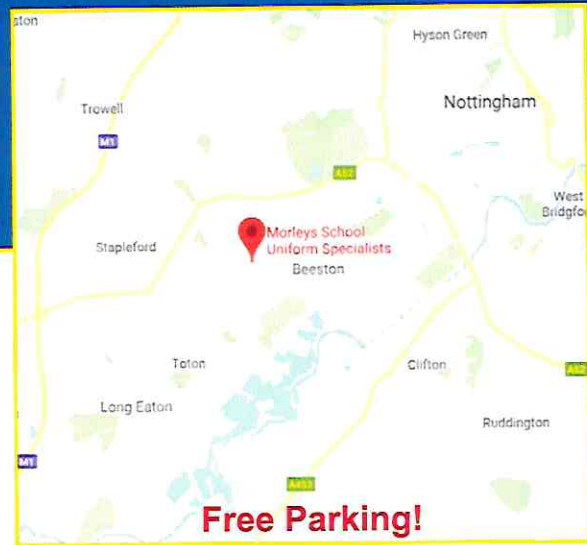 ston
Hyson Green
Nottingham
Trowell
M1
A52
West
Bridgfor
Morleys School
Uniform Specialists
Stapleford
Beeston
Toton
Clifton
A52
Long Eaton
Ruddington
M1
A453
Free Parking!